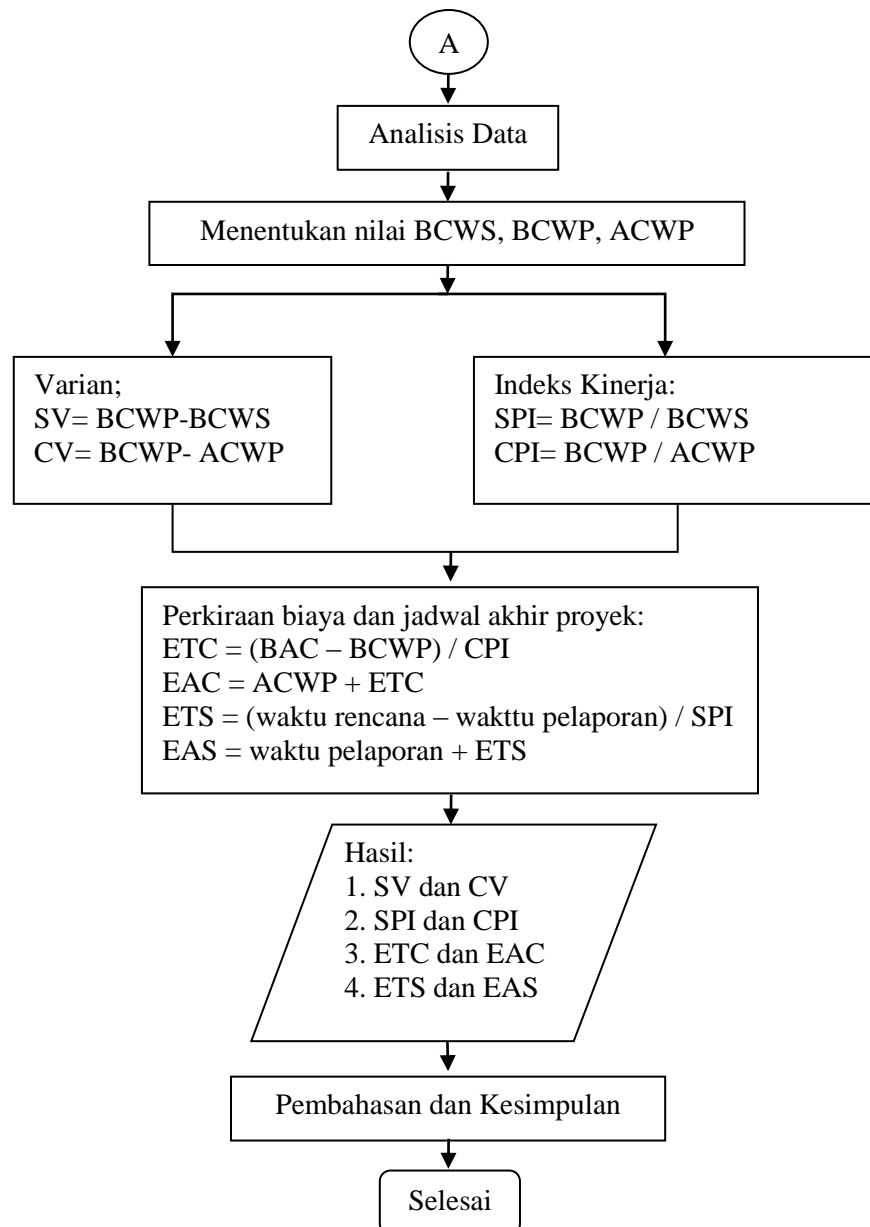 A
Analisis Data
Menentukan nilai BCWS, BCWP, ACWP
Varian;
SV= BCWP-BCWS
CV= BCWP- ACWP
Indeks Kinerja:
SPI= BCWP / BCWS
CPI= BCWP / ACWP
Perkiraan biaya dan jadwal akhir proyek:
ETC = (BAC – BCWP) / CPI
EAC = ACWP + ETC
ETS = (waktu rencana – wakttu pelaporan) / SPI
EAS = waktu pelaporan + ETS
Hasil:
1. SV dan CV
2. SPI dan CPI
3. ETC dan EAC
4. ETS dan EAS
Pembahasan dan Kesimpulan
Selesai